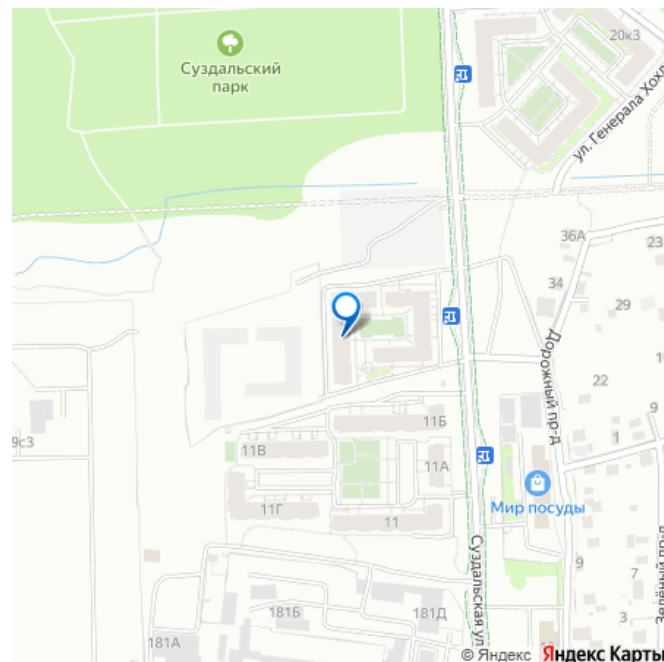 20к3
Суздальский
парк
ул. Генерала Хохл
36А
23
34
29
Дорожный пр-д
22
9
1
11Б
9с3
11В
11А
Мир посуды
11Г
11
Суздальская ул
9
7
Зелёный пр-д
181Б
181Д
3
181А
© Яндекс Яндекс Карты